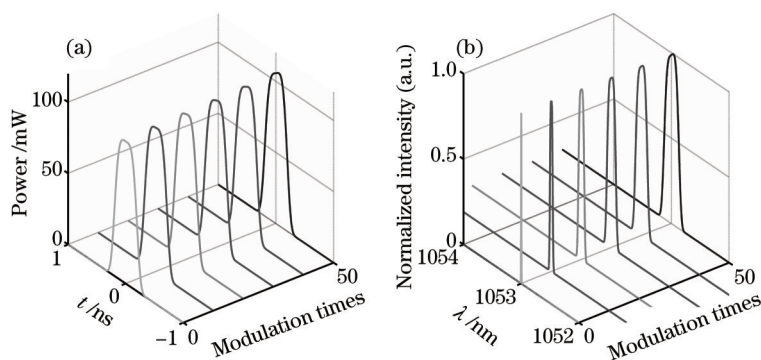 (a)
100
50
0
Power /mW
1
0
−1
t /ns
0
50
Modulation times
(b)
1.0
0.5
0
Normalized intensity (a.u.)
1054
1053
1052
λ /nm
0
50
Modulation times